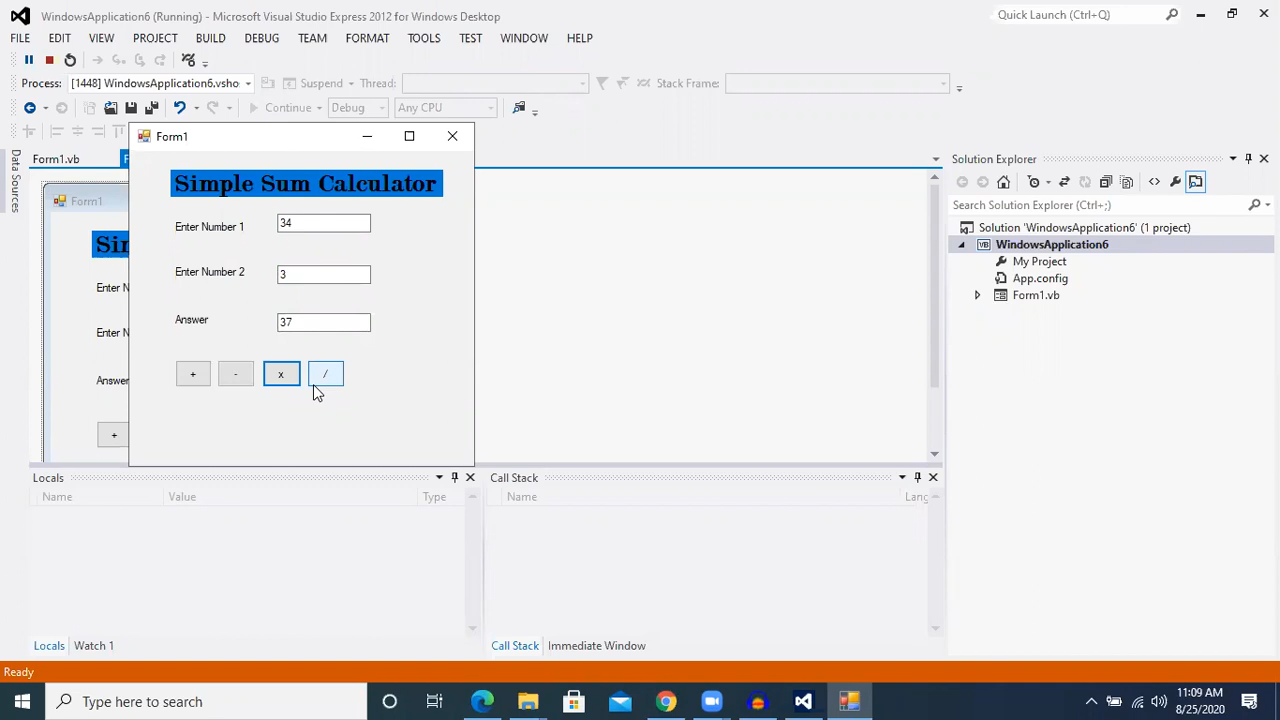 WindowsApplication6 (Running) - Microsoft Visual Studio Express 2012 for Windows Desktop
Quick Launch (Ctrl+Q)
FILE EDIT VIEW PROJECT BUILD DEBUG TEAM FORMAT TOOLS TEST WINDOW HELP
Process: [1448] WindowsApplication6.vsho Suspend Thread: Stack Frame:
Continue Debug Any CPU
Data Sources
Form1.vb
F
Form1
Simple Sum Calculator
Enter Number 1 34
Enter Number 2 3
Answer 37
+ - x /
Form1
Sim
Enter N
Enter N
Answer
+
Solution Explorer
Search Solution Explorer (Ctrl+;)
Solution 'WindowsApplication6' (1 project)
VB WindowsApplication6
My Project
App.config
Form1.vb
Locals
Name Value Type
Call Stack
Name Lang
Locals Watch 1
Call Stack Immediate Window
Ready
Type here to search
11:09 AM
8/25/2020